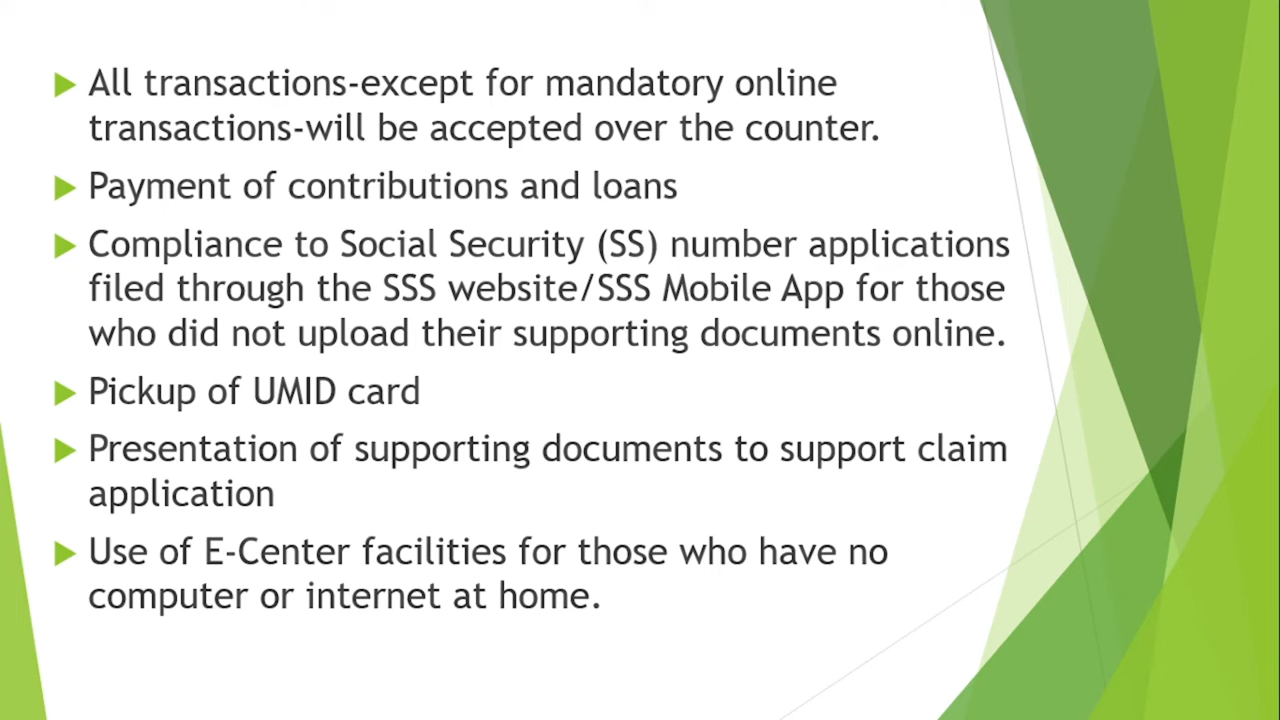 All transactions-except for mandatory online
transactions-will be accepted over the counter.
Payment of contributions and loans
Compliance to Social Security (SS) number applications
filed through the SSS website/SSS Mobile App for those
who did not upload their supporting documents online.
Pickup of UMID card
Presentation of supporting documents to support claim
application
Use of E-Center facilities for those who have no
computer or internet at home.